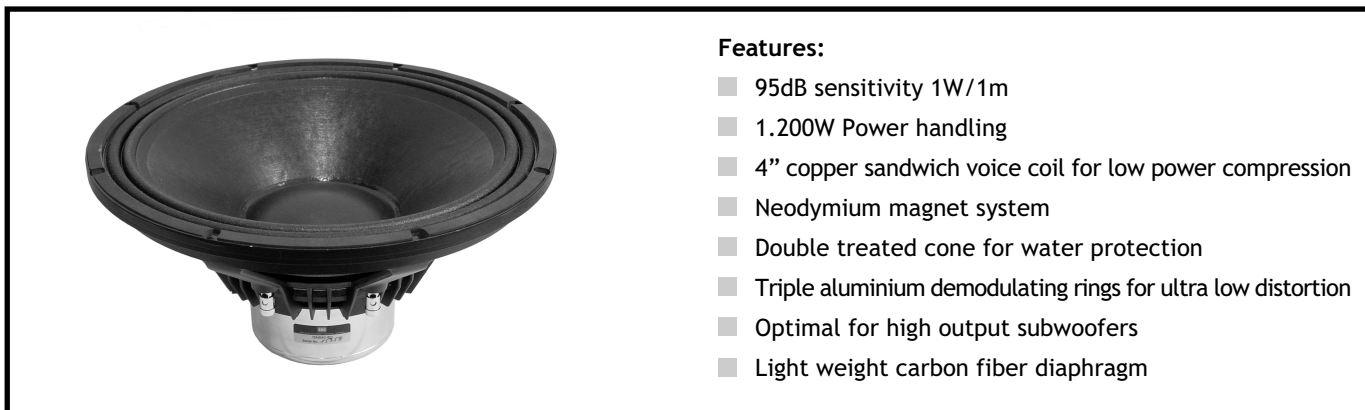 Features:
95dB sensitivity 1W/1m
1.200W Power handling
4” copper sandwich voice coil for low power compression
Neodymium magnet system
Double treated cone for water protection
Triple aluminium demodulating rings for ultra low distortion
Optimal for high output subwoofers
Light weight carbon fiber diaphragm